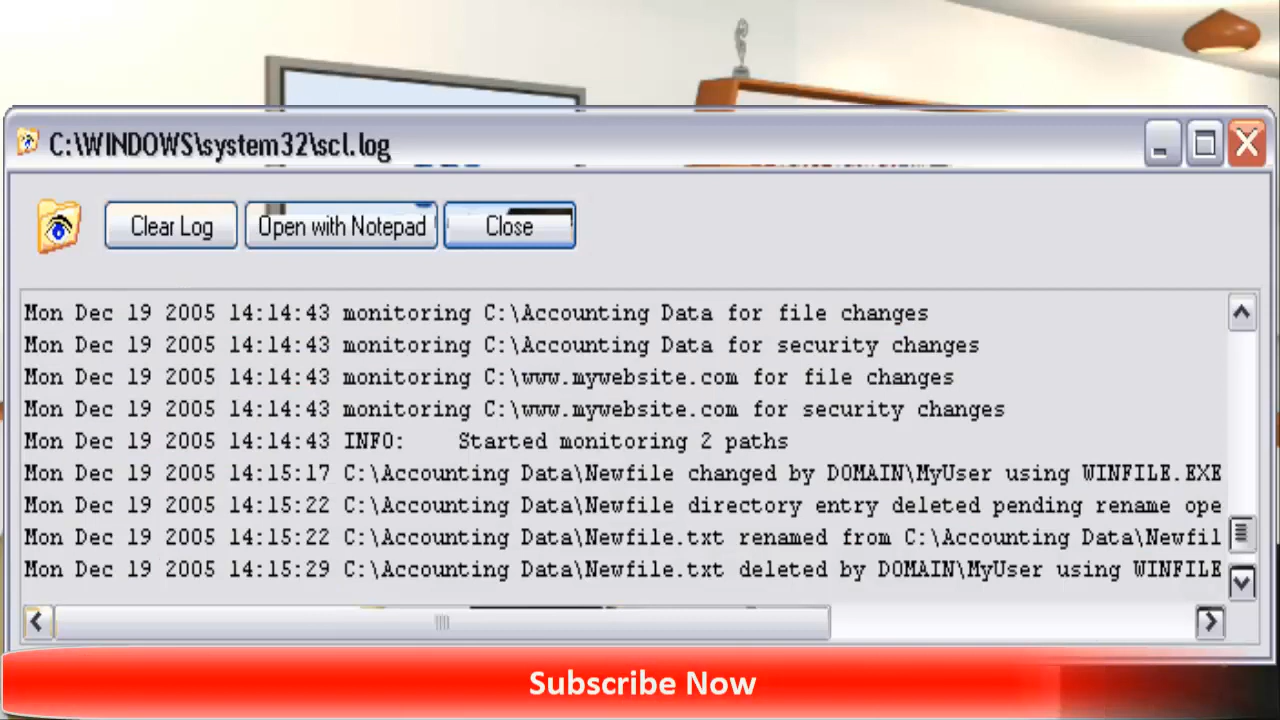 C:\WINDOWS\system32\scl.log
Clear Log Open with Notepad Close
Mon Dec 19 2005 14:14:43 monitoring C:\Accounting Data for file changes
Mon Dec 19 2005 14:14:43 monitoring C:\Accounting Data for security changes
Mon Dec 19 2005 14:14:43 monitoring C:\www.mywebsite.com for file changes
Mon Dec 19 2005 14:14:43 monitoring C:\www.mywebsite.com for security changes
Mon Dec 19 2005 14:14:43 INFO: Started monitoring 2 paths
Mon Dec 19 2005 14:15:17 C:\Accounting Data\Newfile changed by DOMAIN\MyUser using WINFILE.EXE
Mon Dec 19 2005 14:15:22 C:\Accounting Data\Newfile directory entry deleted pending rename ope
Mon Dec 19 2005 14:15:22 C:\Accounting Data\Newfile.txt renamed from C:\Accounting Data\Newfil
Mon Dec 19 2005 14:15:29 C:\Accounting Data\Newfile.txt deleted by DOMAIN\MyUser using WINFILE
Subscribe Now